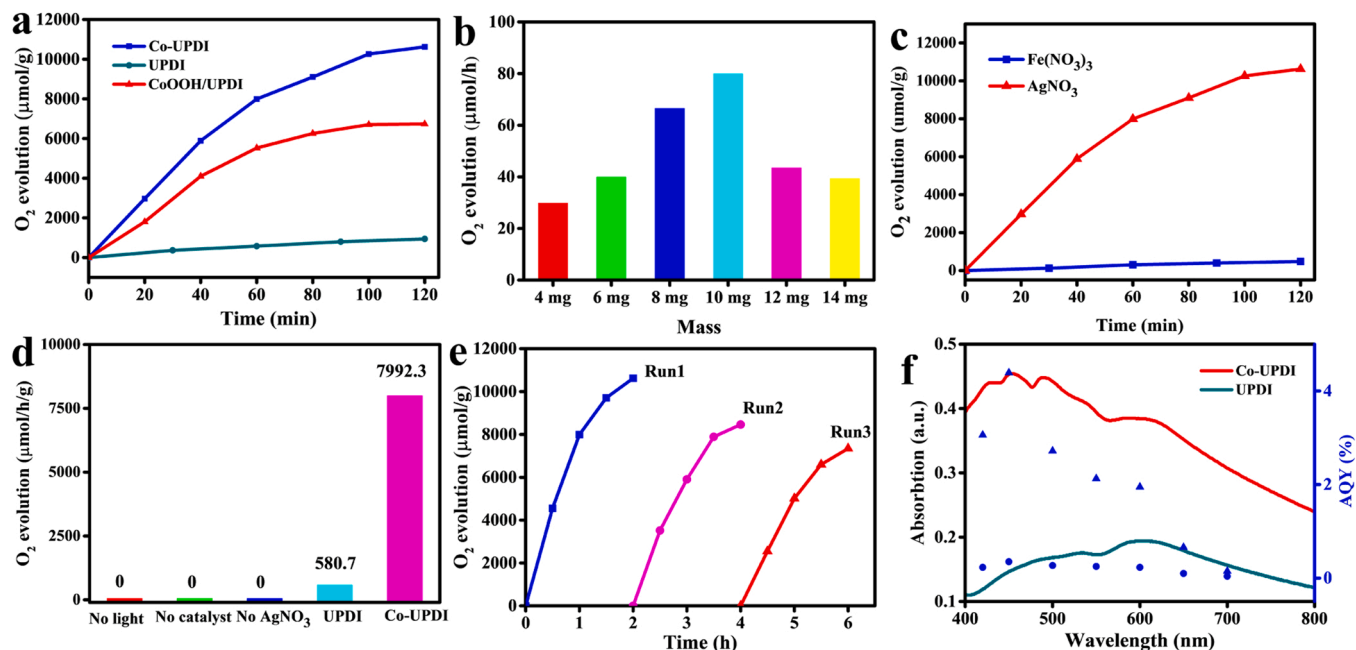 a
12000
10000
8000
6000
4000
2000
0
O₂ evolution (μmol/g)
Co-UPDI
UPDI
CoOOH/UPDI
0 20 40 60 80 100 120
Time (min)
b
100
80
60
40
20
0
O₂ evolution (μmol/h)
4 mg 6 mg 8 mg 10 mg 12 mg 14 mg
Mass
c
12000
10000
8000
6000
4000
2000
0
O₂ evolution (umol/g)
Fe(NO₃)₃
AgNO₃
0 20 40 60 80 100 120
Time (min)
d
10000
7500
5000
2500
0
O₂ evolution (μmol/h/g)
0 0 0 580.7 7992.3
No light No catalyst No AgNO₃ UPDI Co-UPDI
e
12000
10000
8000
6000
4000
2000
0
O₂ evolution (μmol/g)
Run1
Run2
Run3
0 1 2 3 4 5 6
Time (h)
f
0.5
0.4
0.3
0.2
0.1
Absorbtion (a.u.)
Co-UPDI
UPDI
4
2
0
AQY (%)
400 500 600 700 800
Wavelength (nm)